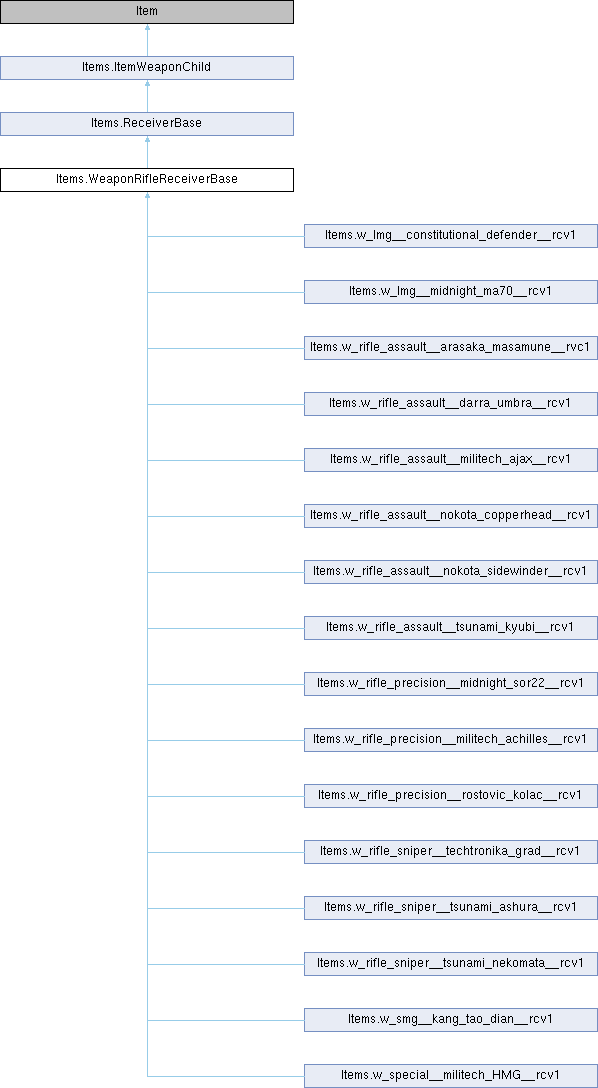 Item
Items.ItemWeaponChild
Items.ReceiverBase
Items.WeaponRifleReceiverBase
Items.w_lmg__constitutional_defender__rcv1
Items.w_lmg__midnight_ma70__rcv1
Items.w_rifle_assault__arasaka_masamune__rvc1
Items.w_rifle_assault__darra_umbra__rcv1
Items.w_rifle_assault__militech_ajax__rcv1
Items.w_rifle_assault__nokota_copperhead__rcv1
Items.w_rifle_assault__nokota_sidewinder__rcv1
Items.w_rifle_assault__tsunami_kyubi__rcv1
Items.w_rifle_precision__midnight_sor22__rcv1
Items.w_rifle_precision__militech_achilles__rcv1
Items.w_rifle_precision__rostovic_kolac__rcv1
Items.w_rifle_sniper__techtronika_grad__rcv1
Items.w_rifle_sniper__tsunami_ashura__rcv1
Items.w_rifle_sniper__tsunami_nekomata__rcv1
Items.w_smg__kang_tao_dian__rcv1
Items.w_special__militech_HMG__rcv1